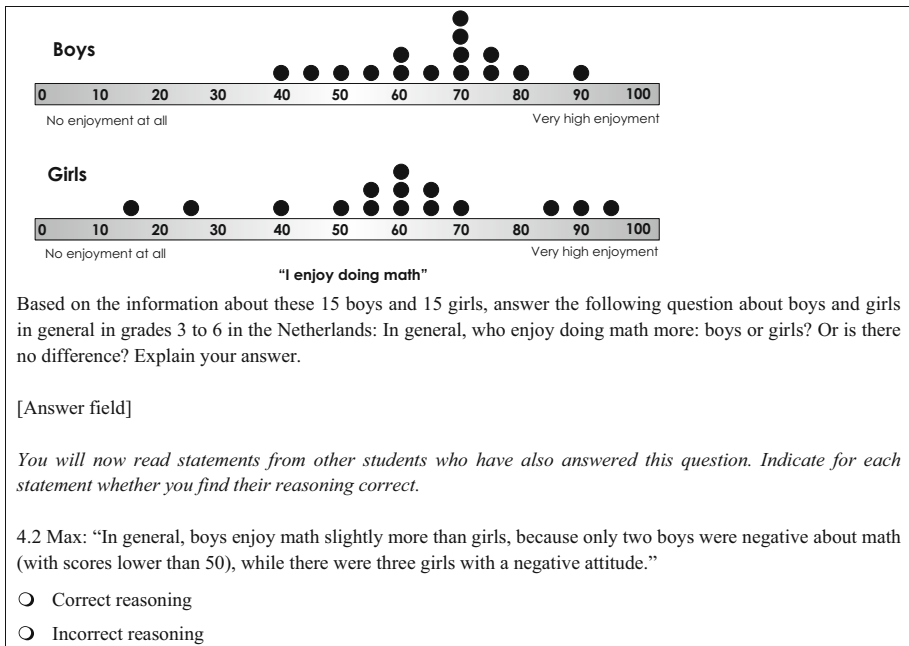 Boys
0 10 20 30 40 50 60 70 80 90 100
No enjoyment at all Very high enjoyment
Girls
0 10 20 30 40 50 60 70 80 90 100
No enjoyment at all Very high enjoyment
“I enjoy doing math”
Based on the information about these 15 boys and 15 girls, answer the following question about boys and girls
in general in grades 3 to 6 in the Netherlands: In general, who enjoy doing math more: boys or girls? Or is there
no difference? Explain your answer.
[Answer field]
You will now read statements from other students who have also answered this question. Indicate for each
statement whether you find their reasoning correct.
4.2 Max: “In general, boys enjoy math slightly more than girls, because only two boys were negative about math
(with scores lower than 50), while there were three girls with a negative attitude.”
Correct reasoning
Incorrect reasoning